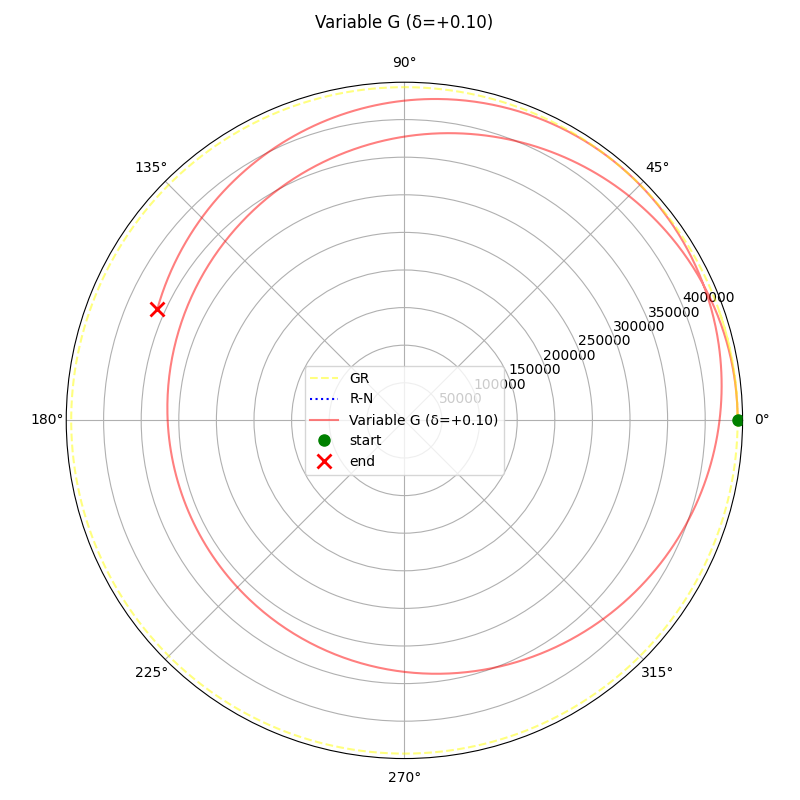 Variable G (δ=+0.10)
90°
135°
45°
400000
350000
300000
250000
200000
150000
100000
50000
GR
R-N
Variable G (δ=+0.10)
start
end
180°
0°
225°
315°
270°